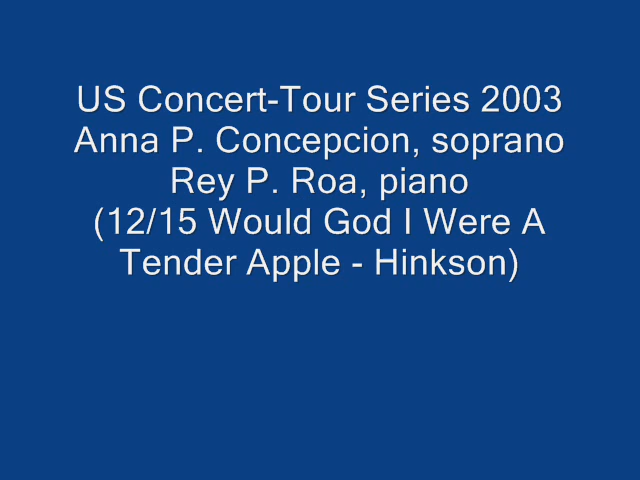 US Concert-Tour Series 2003
Anna P. Concepcion, soprano
Rey P. Roa, piano
(12/15 Would God I Were A
Tender Apple - Hinkson)